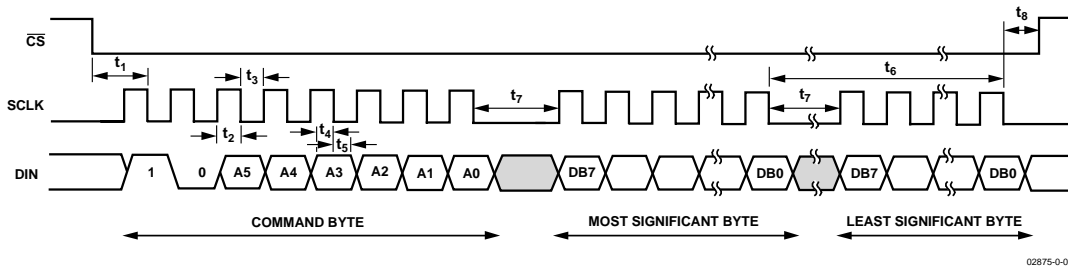 t8
CS
t1
t3
t6
SCLK
t7
t7
t2
t4
t5
DIN
1 0 A5 A4 A3 A2 A1 A0 DB7 DB0 DB7 DB0
COMMAND BYTE MOST SIGNIFICANT BYTE LEAST SIGNIFICANT BYTE
02875-0-0